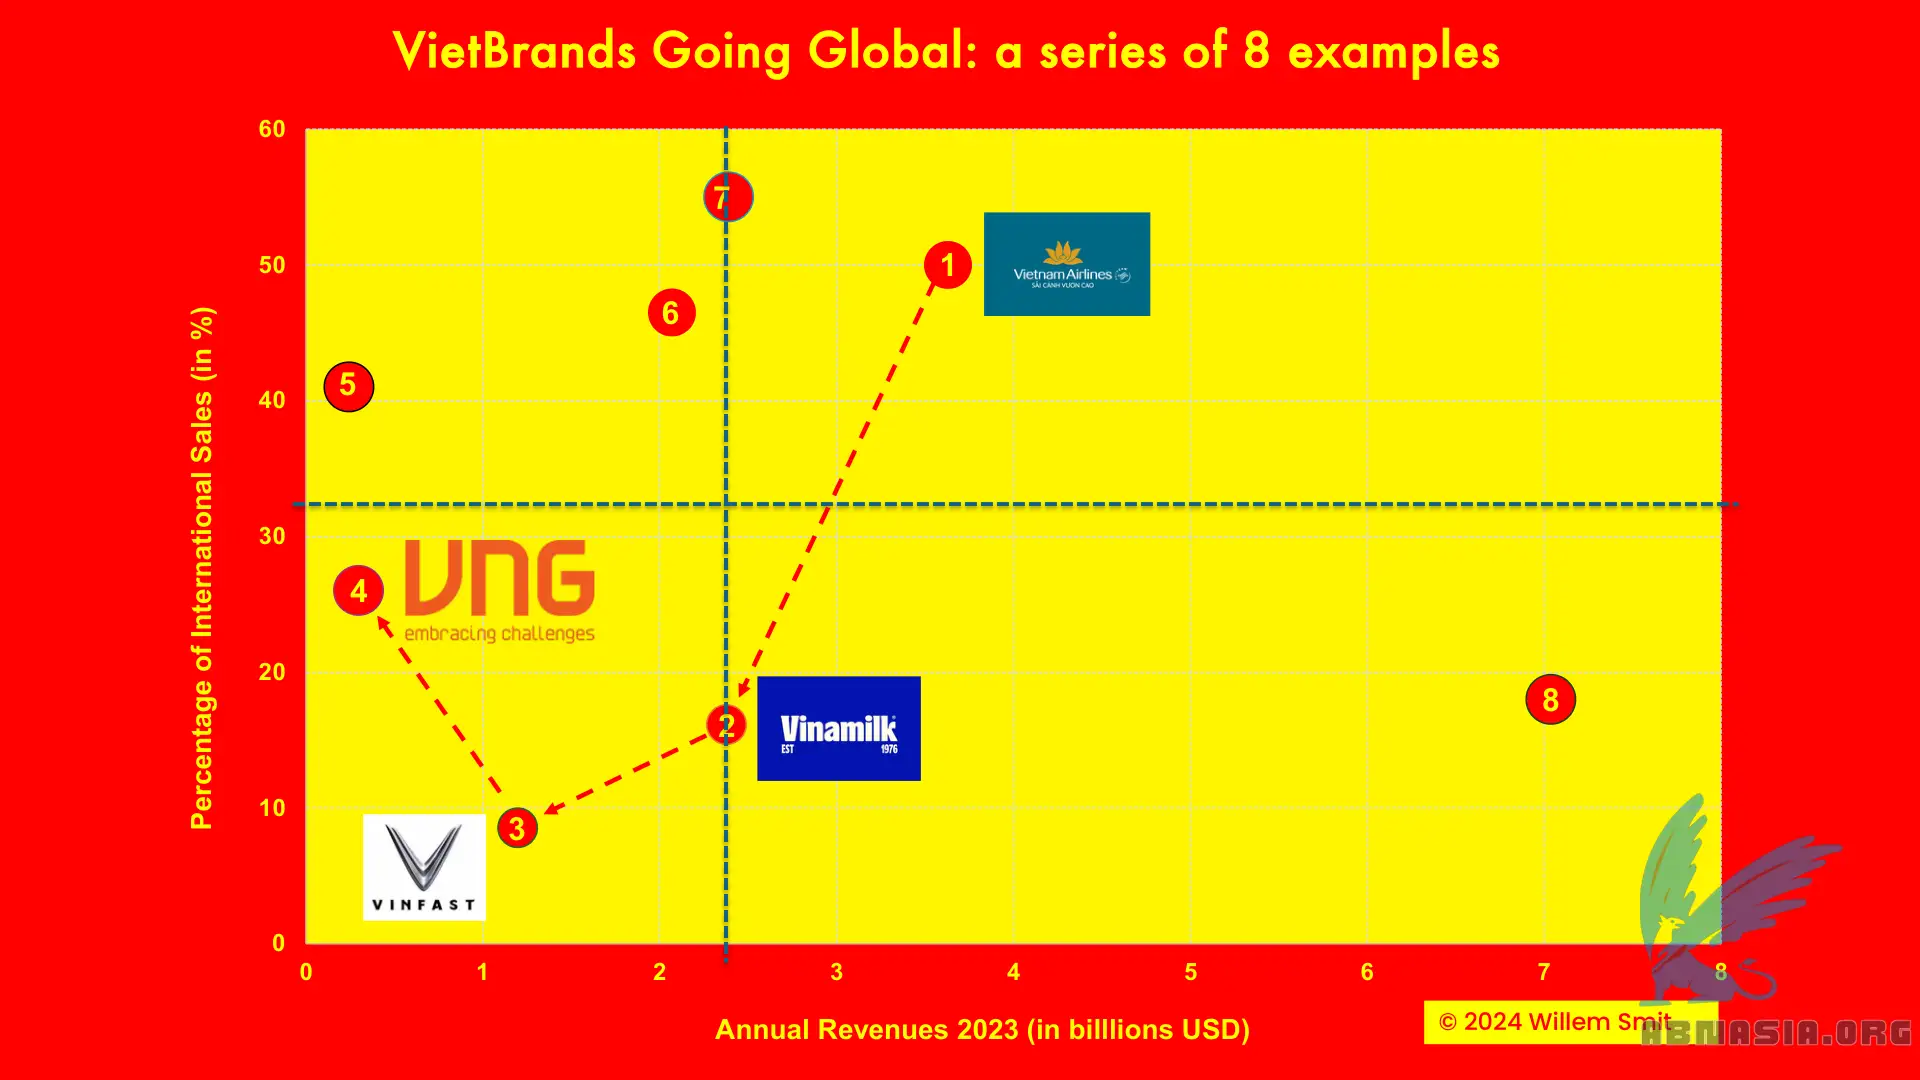 VietBrands Going Global: a series of 8 examples
Percentage of International Sales (in %)
60
50
40
30
20
10
0
7
1
Vietnam Airlines
SẢI CÁNH VƯƠN CAO
6
5
4
VNG
embracing challenges
8
2
Vinamilk
EST 1976
3
VINFAST
0 1 2 3 4 5 6 7 8
Annual Revenues 2023 (in billlions USD)
© 2024 Willem Smit
ABMASIA.ORG